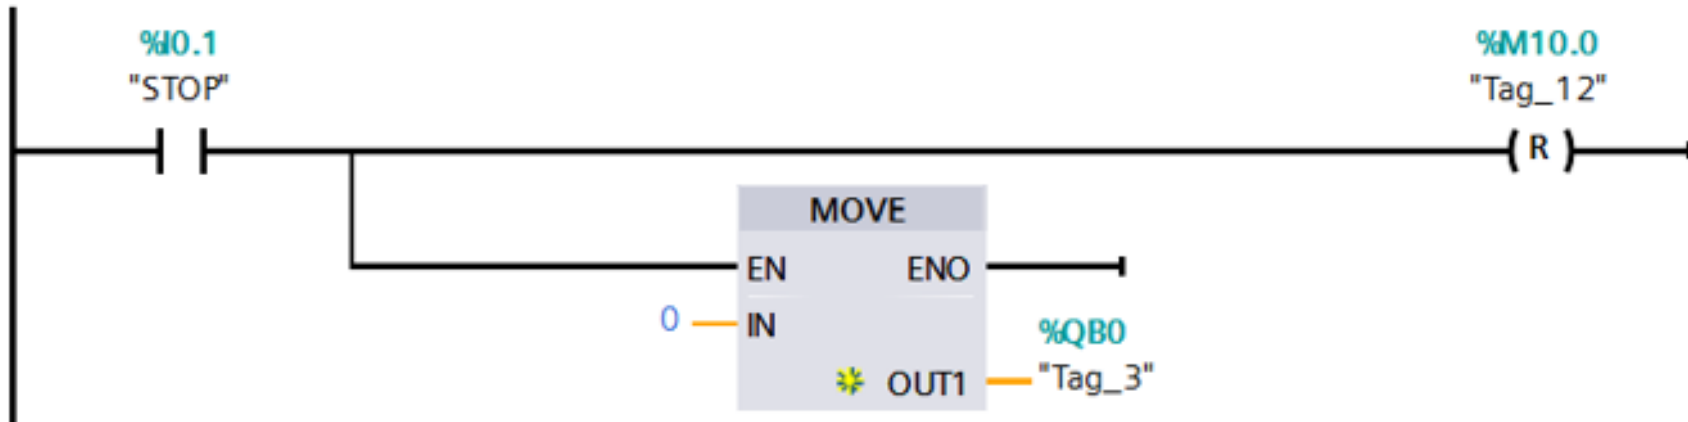 %I0.1
"STOP"
%M10.0
"Tag_12"
( R )
MOVE
EN ENO
0 IN
%QB0
OUT1 "Tag_3"